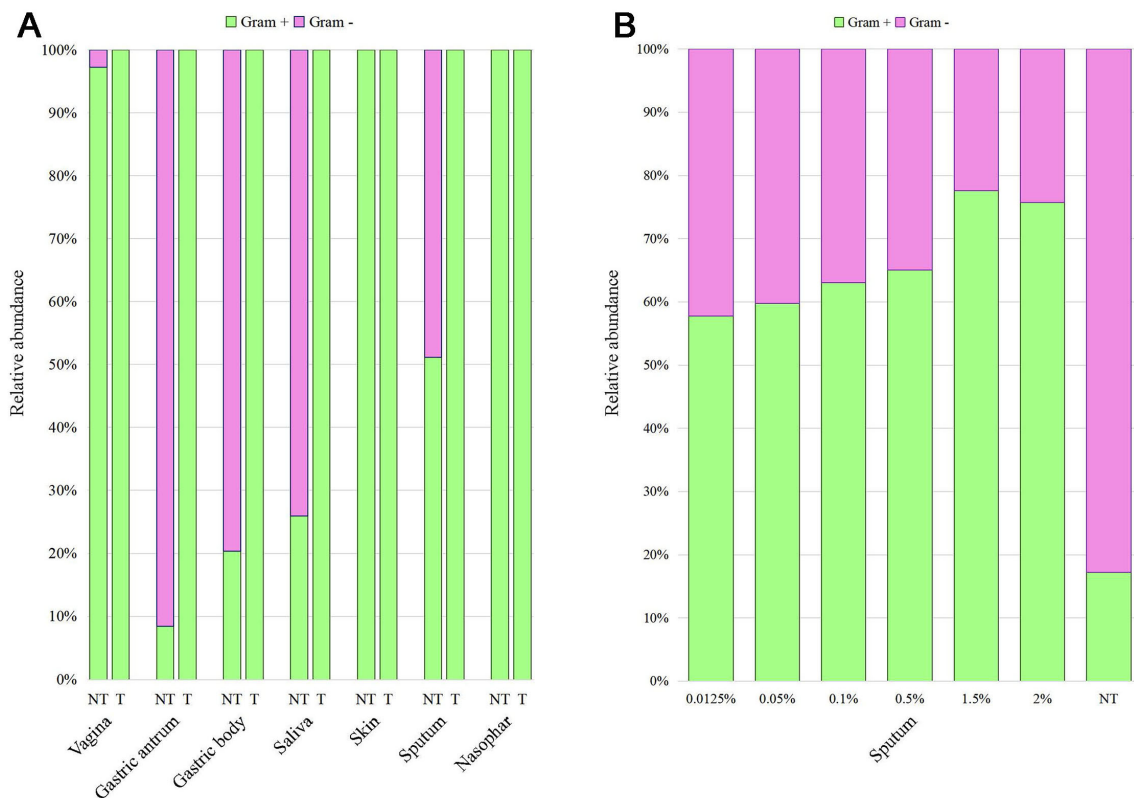 A
Gram + Gram -
100%
90%
80%
70%
60%
50%
40%
30%
20%
10%
0%
Relative abundance
NT T NT T NT T NT T NT T NT T NT T
Vagina
Gastric antrum
Gastric body
Saliva
Skin
Sputum
Nasophar
B
Gram + Gram -
100%
90%
80%
70%
60%
50%
40%
30%
20%
10%
0%
Relative abundance
0.0125% 0.05% 0.1% 0.5% 1.5% 2% NT
Sputum